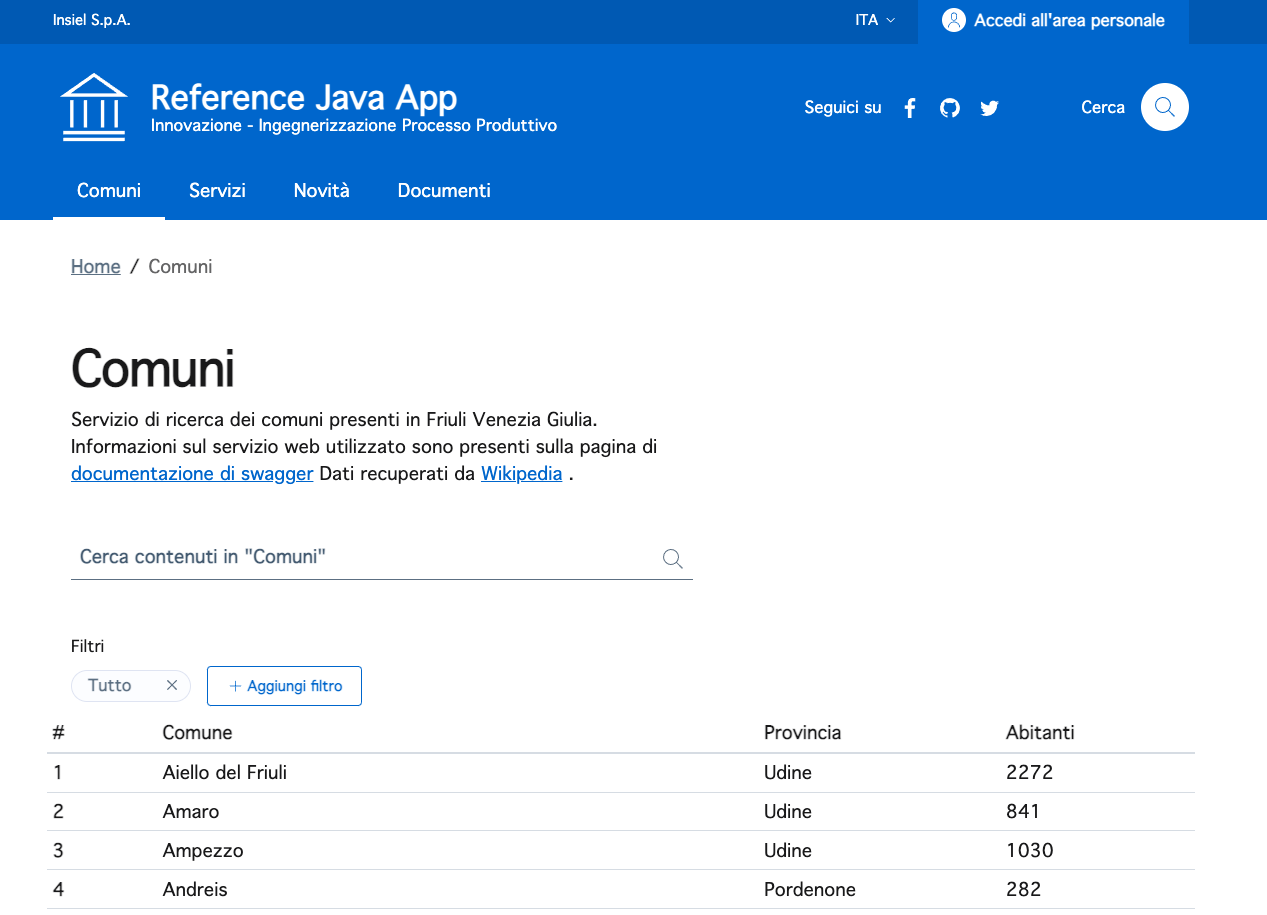 Insiel S.p.A.
ITA
Accedi all'area personale
Reference Java App
Innovazione - Ingegnerizzazione Processo Produttivo
Seguici su
Cerca
Comuni
Servizi
Novità
Documenti
Home / Comuni
Comuni
Servizio di ricerca dei comuni presenti in Friuli Venezia Giulia.
Informazioni sul servizio web utilizzato sono presenti sulla pagina di
documentazione di swagger Dati recuperati da Wikipedia .
Cerca contenuti in "Comuni"
Filtri
Tutto
+ Aggiungi filtro
# Comune Provincia Abitanti
1 Aiello del Friuli Udine 2272
2 Amaro Udine 841
3 Ampezzo Udine 1030
4 Andreis Pordenone 282